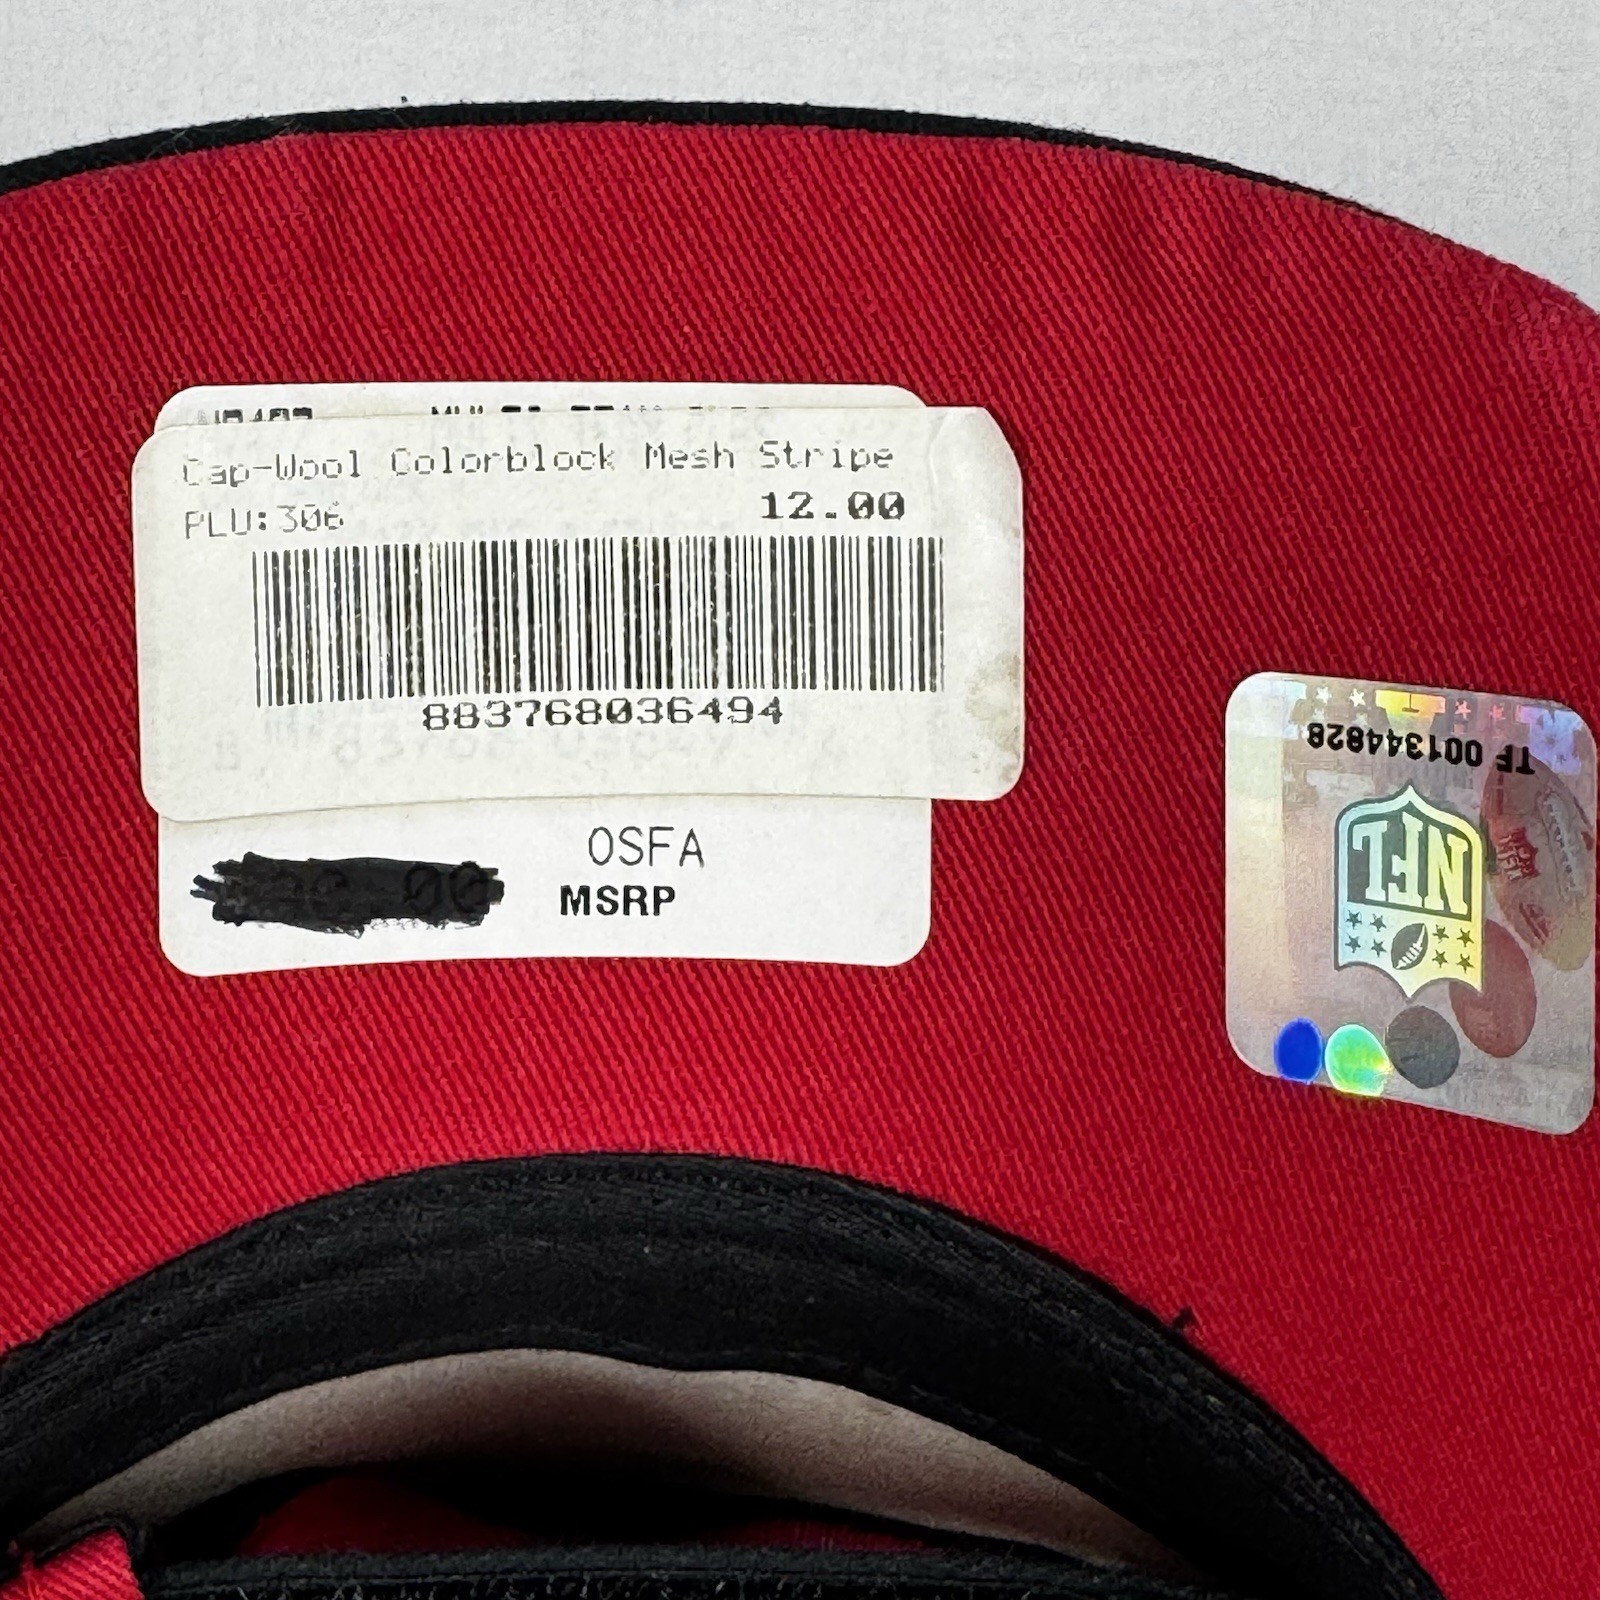 Cap-Wool Colorblock Mesh Stripe
PLU:306
12.00
883768036494
OSFA
MSRP
TF 001344828
NFL